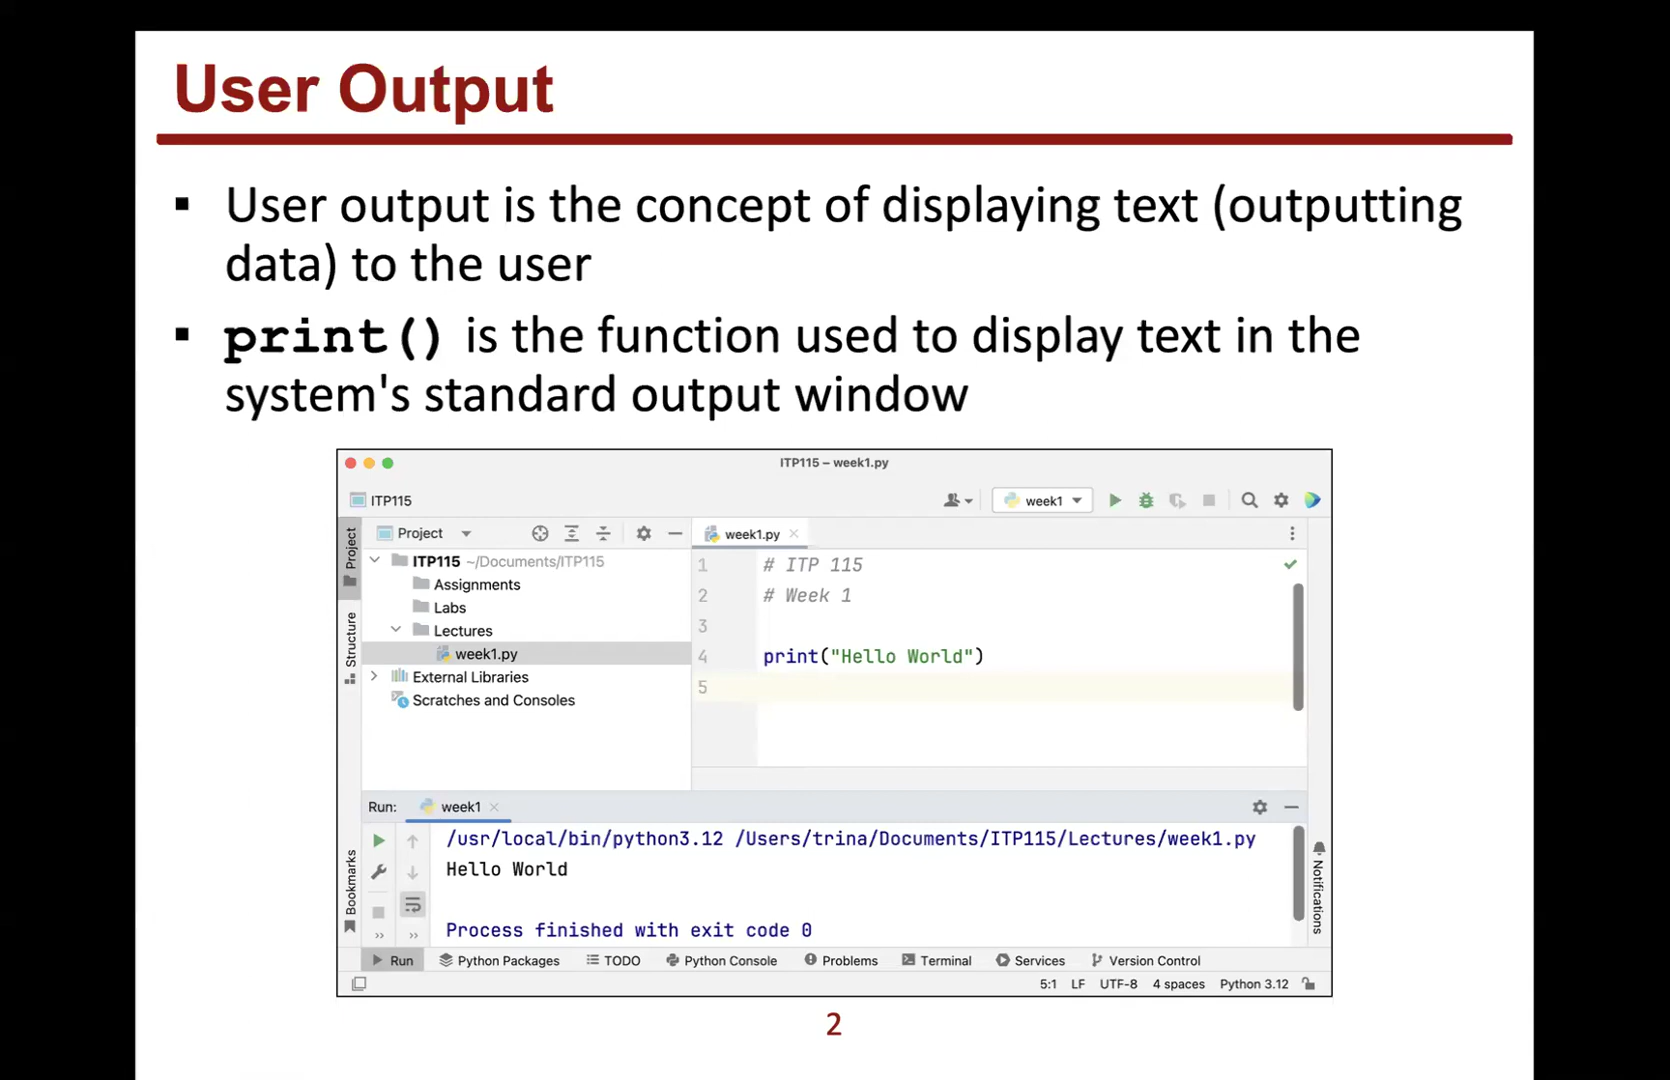 User Output
▪ User output is the concept of displaying text (outputting
data) to the user
▪ print() is the function used to display text in the
system's standard output window
ITP115 – week1.py
ITP115
week1
Project
Project
week1.py
ITP115 ~/Documents/ITP115
Assignments
Labs
Lectures
week1.py
External Libraries
Scratches and Consoles
Structure
1 # ITP 115
2 # Week 1
3
4 print("Hello World")
5
Run: week1
/usr/local/bin/python3.12 /Users/trina/Documents/ITP115/Lectures/week1.py
Hello World
Process finished with exit code 0
Bookmarks
Notifications
Run Python Packages TODO Python Console Problems Terminal Services Version Control
5:1 LF UTF-8 4 spaces Python 3.12
2